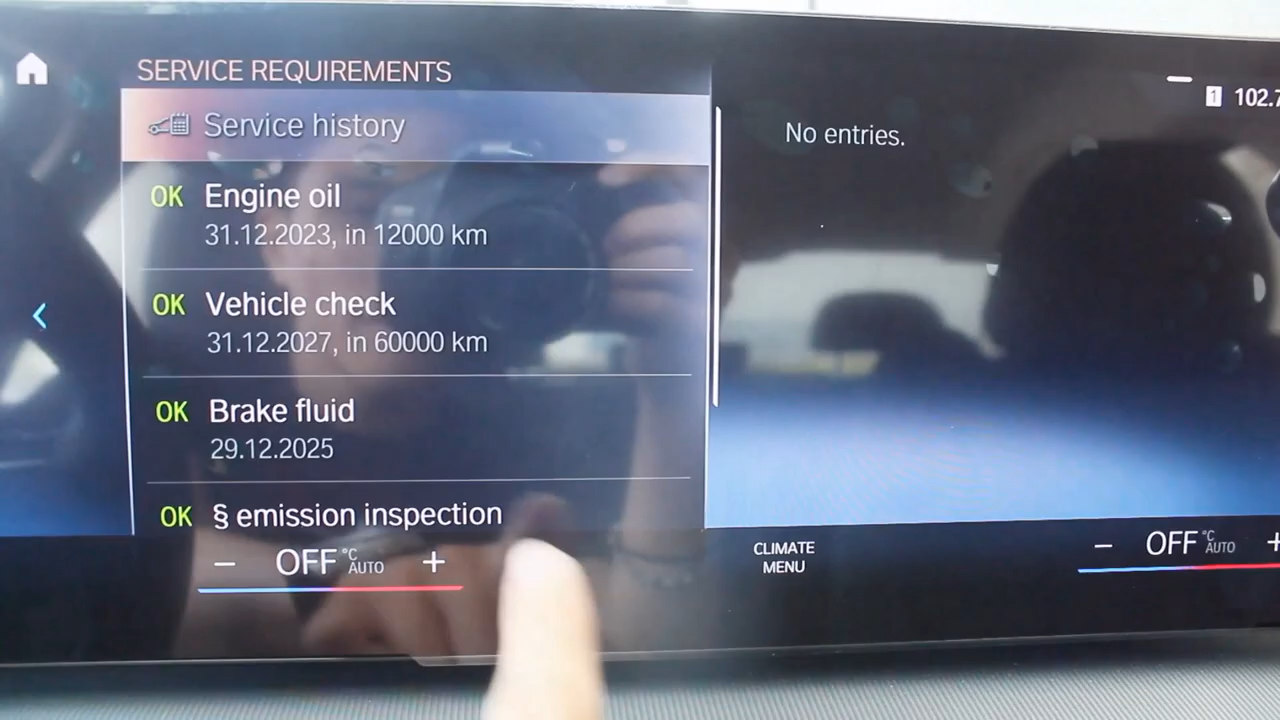 SERVICE REQUIREMENTS
Service history
OK Engine oil
31.12.2023, in 12000 km
OK Vehicle check
31.12.2027, in 60000 km
OK Brake fluid
29.12.2025
OK § emission inspection
- OFF °C AUTO +
No entries.
1 102.7
CLIMATE
MENU
- OFF °C AUTO +